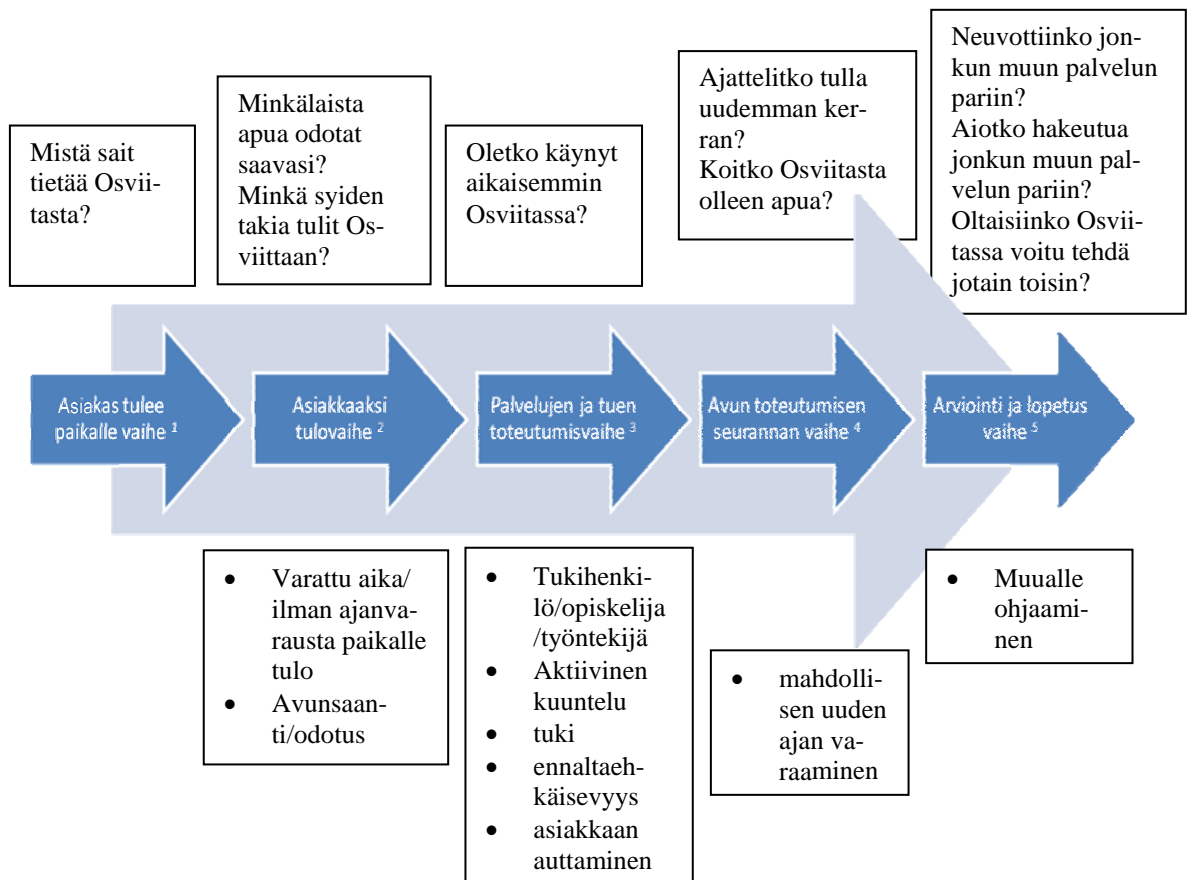 Mistä sait
tietää Osvii-
tasta?
Minkälaista
apua odotat
saavasi?
Minkä syiden
takia tulit Os-
viittaan?
Oletko käynyt
aikaisemmin
Osviitassa?
Ajattelitko tulla
uudemman ker-
ran?
Koitko Osviitasta
olleen apua?
Neuvottiinko jon-
kun muun palvelun
pariin?
Aiotko hakeutua
jonkun muun pal-
velun pariin?
Oltaisiinko Osvii-
tassa voitu tehdä
jotain toisin?
Asiakas tulee
paikalle vaihe 1
Asiakkaaksi
tulovaihe 2
Palvelujen ja tuen
toteutumisvaihe 3
Avun toteutumisen
seurannan vaihe 4
Arviointi ja lopetus
vaihe 5
• Varattu aika/
ilman ajanva-
rausta paikalle
tulo
• Avunsaan-
ti/odotus
• Tukihenki-
lö/opiskelija
/työntekijä
• Aktiivinen
kuuntelu
• tuki
• ennaltaeh-
käisevyys
• asiakkaan
auttaminen
• mahdolli-
sen uuden
ajan va-
raaminen
• Muualle
ohjaami-
nen